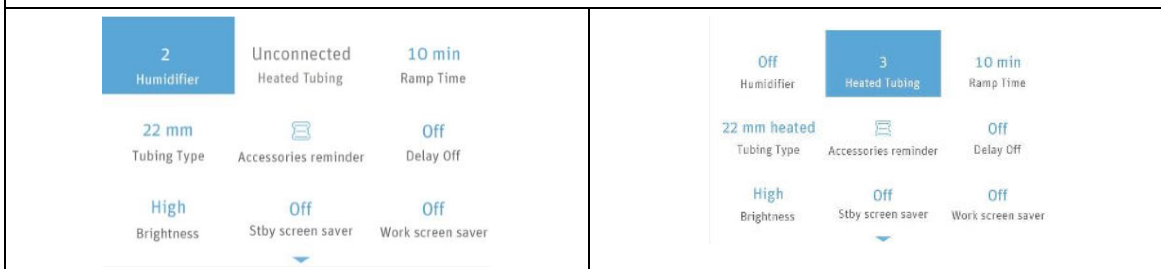 2 Unconnected 10 min
Humidifier Heated Tubing Ramp Time
22 mm Off
Tubing Type Accessories reminder Delay Off
High Off Off
Brightness Stby screen saver Work screen saver
Off 3 10 min
Humidifier Heated Tubing Ramp Time
22 mm heated Off
Tubing Type Accessories reminder Delay Off
High Off Off
Brightness Stby screen saver Work screen saver